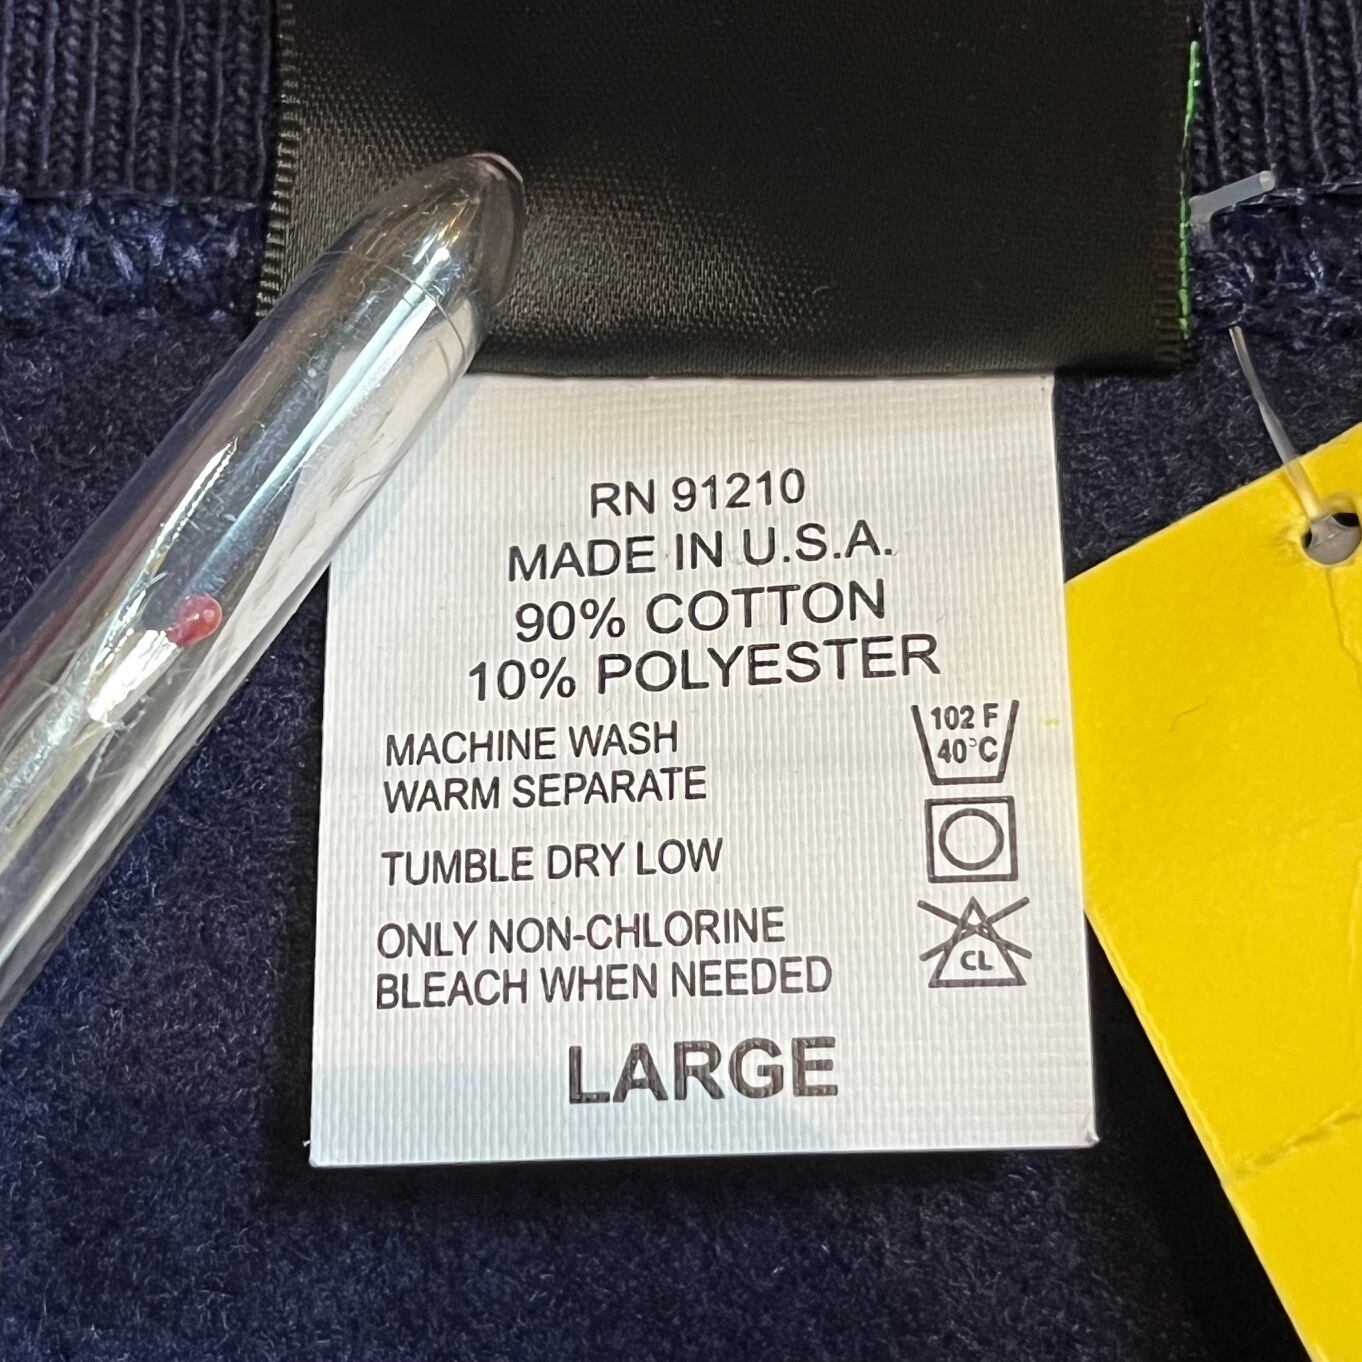 RN 91210
MADE IN U.S.A.
90% COTTON
10% POLYESTER
MACHINE WASH
WARM SEPARATE
102 F
40°C
TUMBLE DRY LOW
ONLY NON-CHLORINE
BLEACH WHEN NEEDED
CL
LARGE